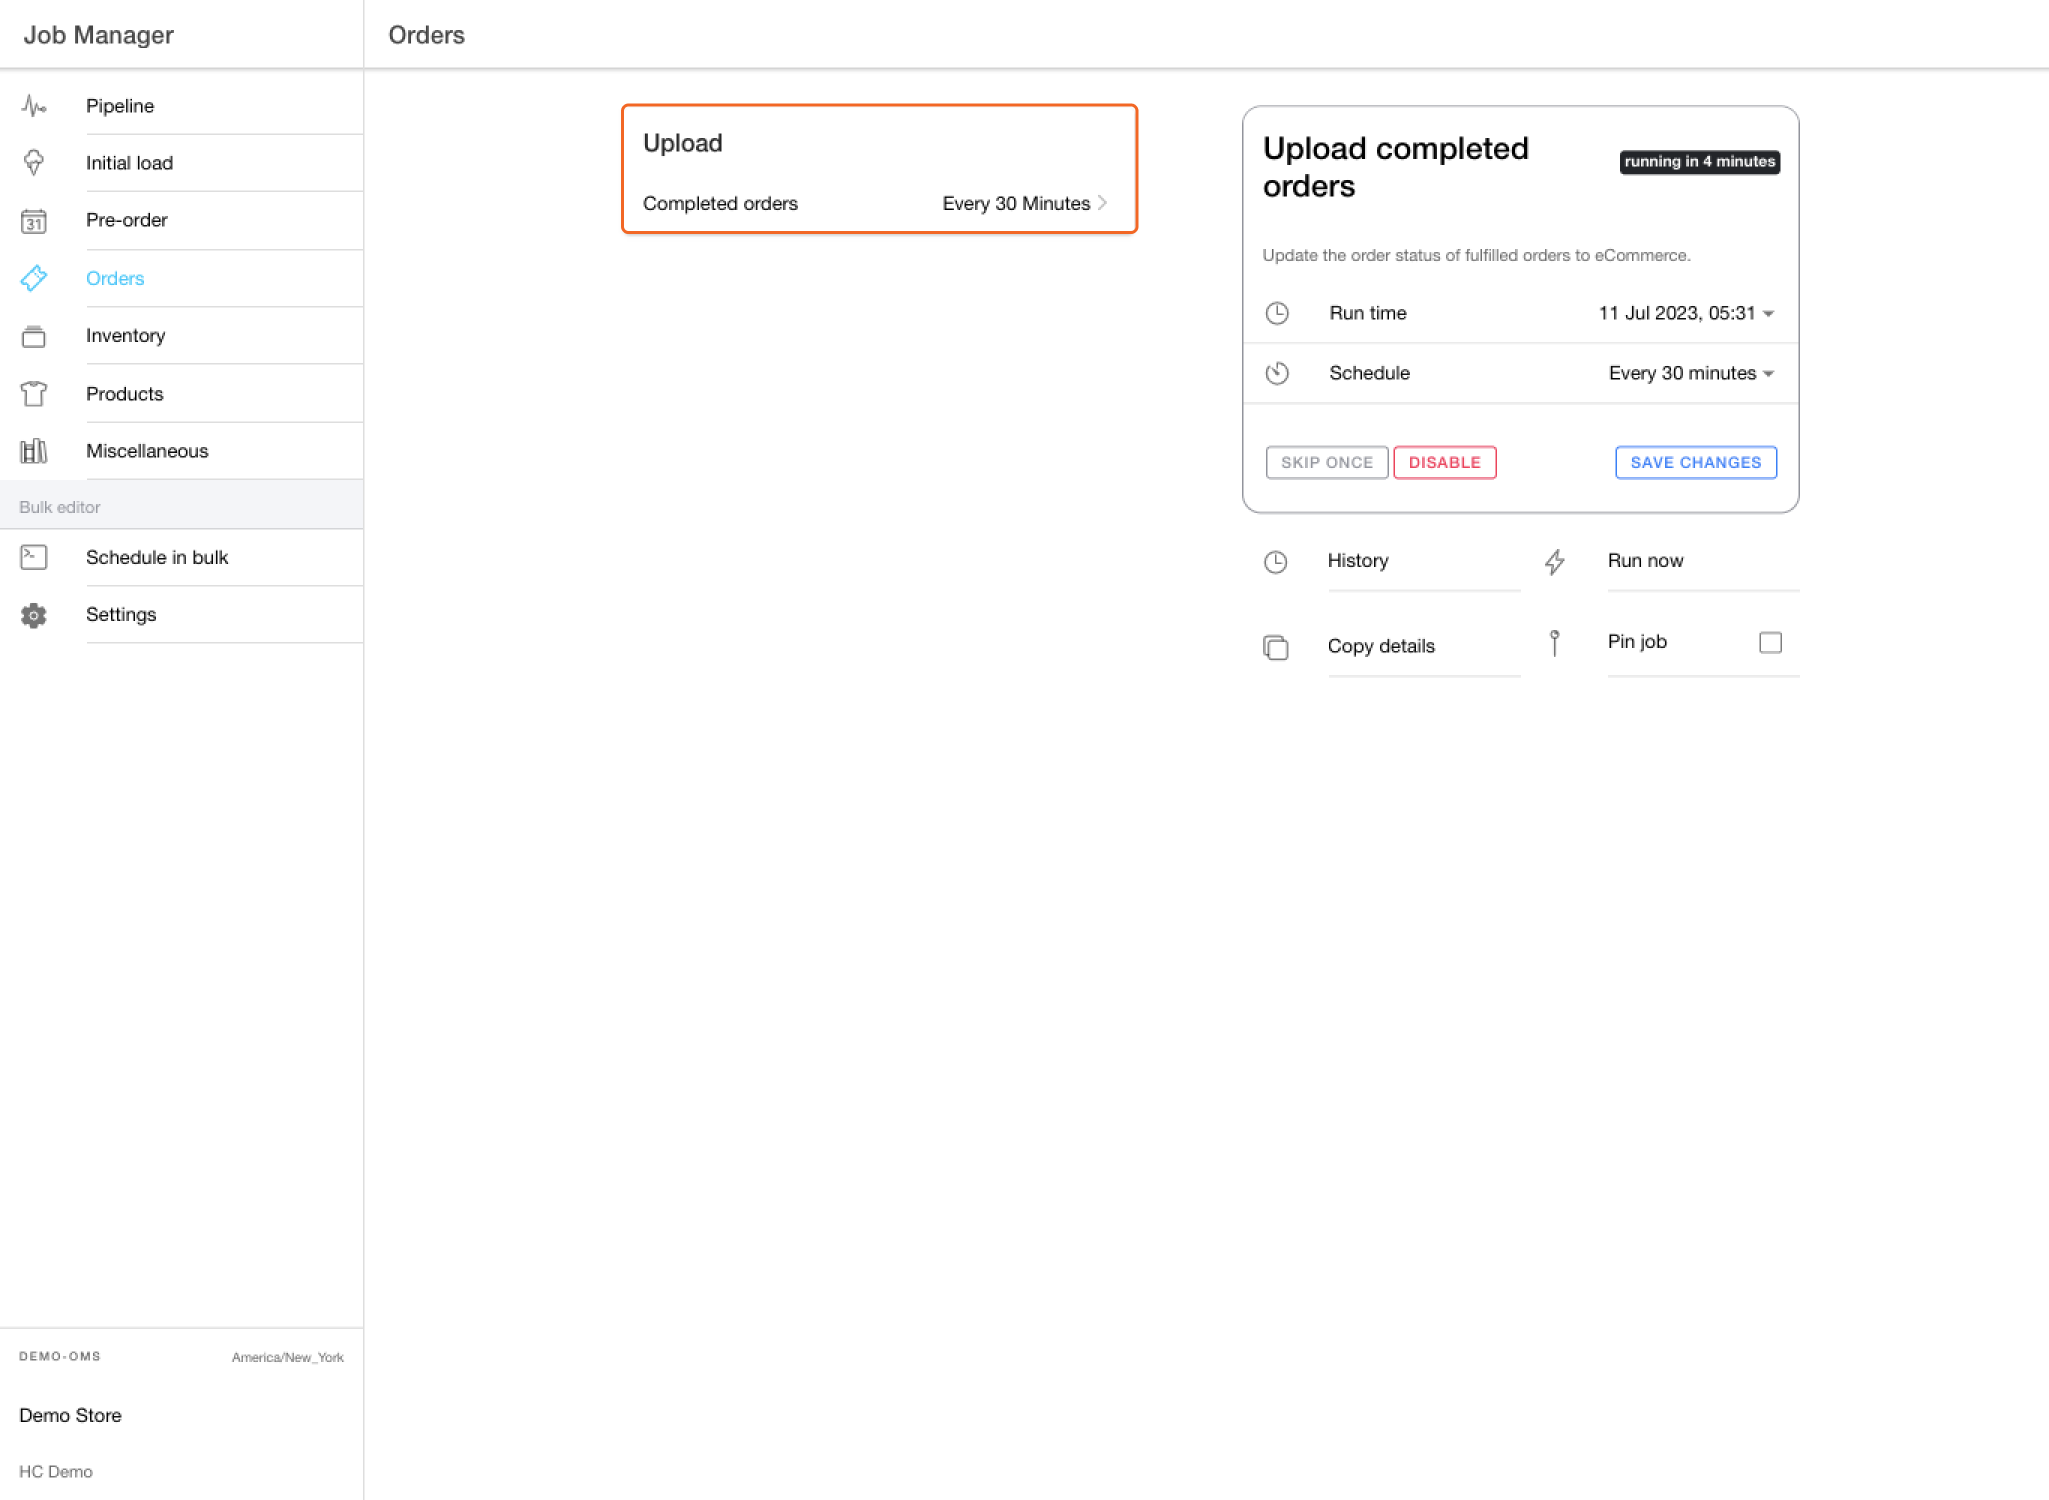 Job Manager
Orders
Pipeline
Initial load
31
Pre-order
Orders
Inventory
Products
Miscellaneous
Bulk editor
Schedule in bulk
Settings
DEMO-OMS America/New_York
Demo Store
HC Demo
Upload
Completed orders Every 30 Minutes
Upload completed
orders
running in 4 minutes
Update the order status of fulfilled orders to eCommerce.
Run time 11 Jul 2023, 05:31
Schedule Every 30 minutes
SKIP ONCE DISABLE SAVE CHANGES
History Run now
Copy details Pin job